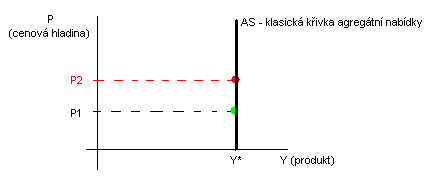 P
(cenová hladina)
AS - klasická křivka agregátní nabídky
P2
P1
Y*
Y (produkt)